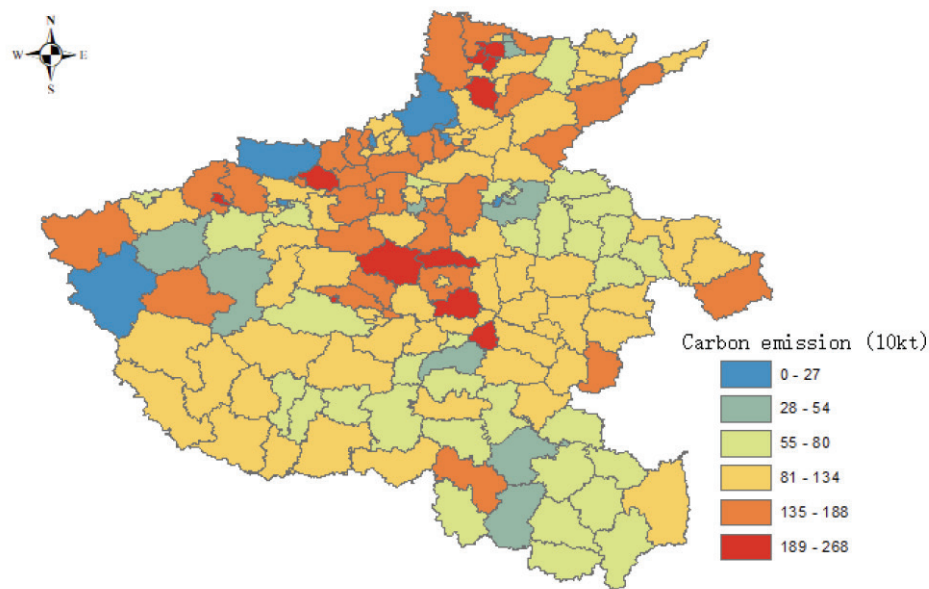 N
W E
S
Carbon emission (10kt)
0 - 27
28 - 54
55 - 80
81 - 134
135 - 188
189 - 268